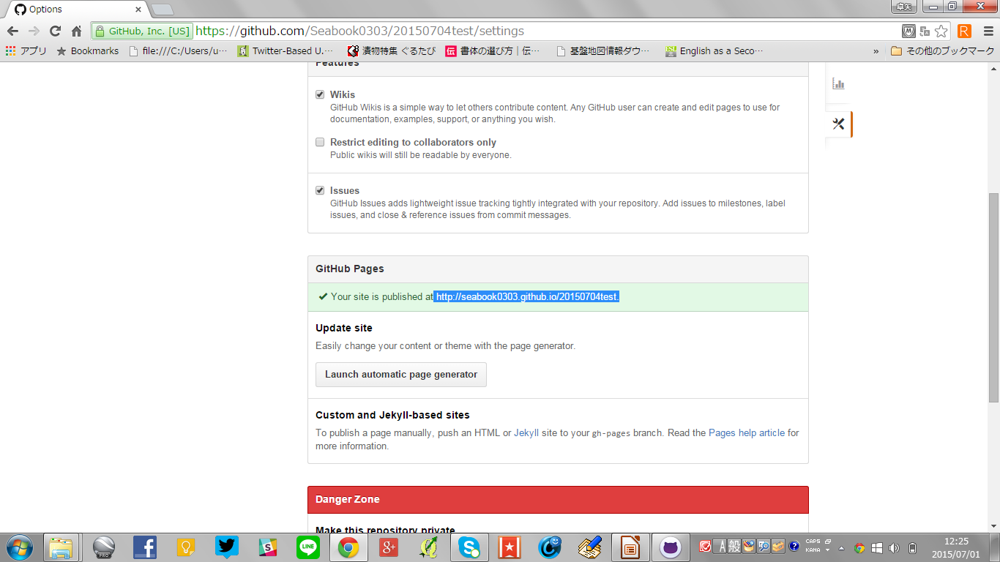 Options
卓矢
GitHub, Inc. [US] https://github.com/Seabook0303/20150704test/settings
アプリ Bookmarks file:///C:/Users/u… Twitter-Based U.… 漬物特集 ぐるたび 書体の選び方｜伝… 基盤地図情報ダウ… English as a Seco… » その他のブックマーク
Features
Wikis
GitHub Wikis is a simple way to let others contribute content. Any GitHub user can create and edit pages to use for
documentation, examples, support, or anything you wish.
Restrict editing to collaborators only
Public wikis will still be readable by everyone.
Issues
GitHub Issues adds lightweight issue tracking tightly integrated with your repository. Add issues to milestones, label
issues, and close & reference issues from commit messages.
GitHub Pages
Your site is published at http://seabook0303.github.io/20150704test.
Update site
Easily change your content or theme with the page generator.
Launch automatic page generator
Custom and Jekyll-based sites
To publish a page manually, push an HTML or Jekyll site to your gh-pages branch. Read the Pages help article for
more information.
Danger Zone
Make this repository private
PRO
LINE
A 般
CAPS
KANA
12:25
2015/07/01